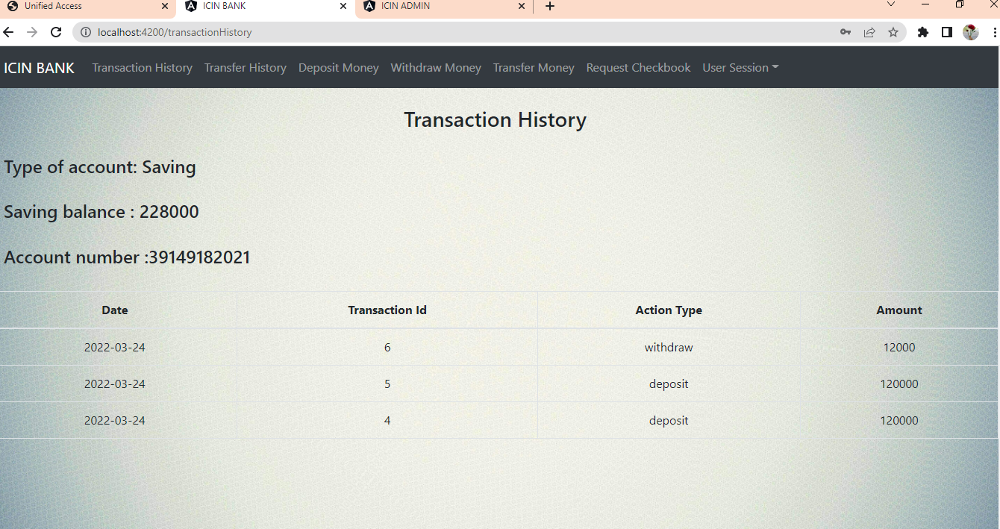 Unified Access ICIN BANK ICIN ADMIN
localhost:4200/transactionHistory
ICIN BANK Transaction History Transfer History Deposit Money Withdraw Money Transfer Money Request Checkbook User Session
Transaction History
Type of account: Saving
Saving balance : 228000
Account number :39149182021
Date Transaction Id Action Type Amount
2022-03-24 6 withdraw 12000
2022-03-24 5 deposit 120000
2022-03-24 4 deposit 120000